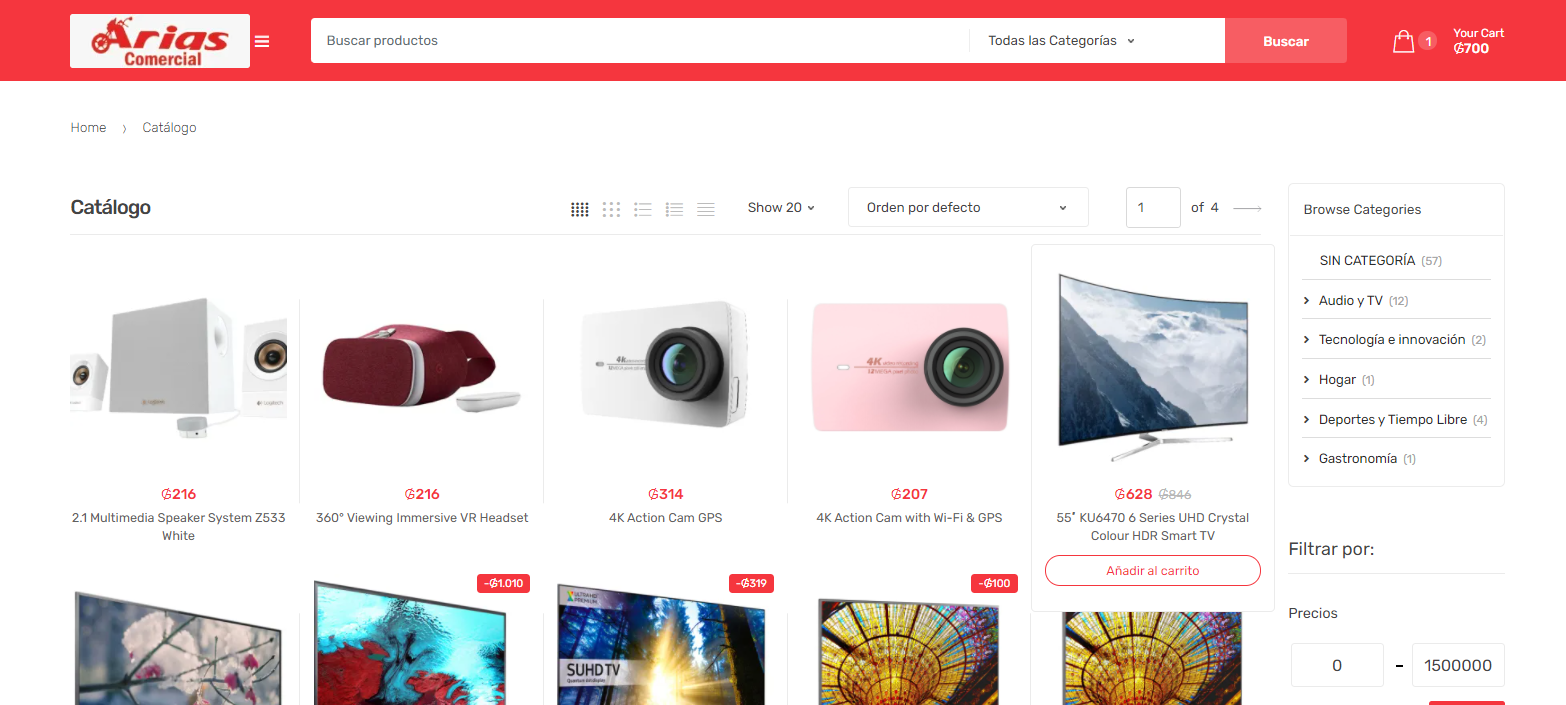 Arias
Comercial
Buscar productos
Todas las Categorías
Buscar
1
Your Cart
₲700
Home
Catálogo
Catálogo
Show 20
Orden por defecto
1
of 4
Browse Categories
SIN CATEGORÍA (57)
Audio y TV (12)
Tecnología e innovación (2)
Hogar (1)
Deportes y Tiempo Libre (4)
Gastronomía (1)
₲216
2.1 Multimedia Speaker System Z533
White
₲216
360° Viewing Immersive VR Headset
4K
₲314
4K Action Cam GPS
4K
₲207
4K Action Cam with Wi-Fi & GPS
₲628 ₲846
55" KU6470 6 Series UHD Crystal
Colour HDR Smart TV
Añadir al carrito
-₲1.010
-₲319
SUHD TV
-₲100
Filtrar por:
Precios
0
–
1500000